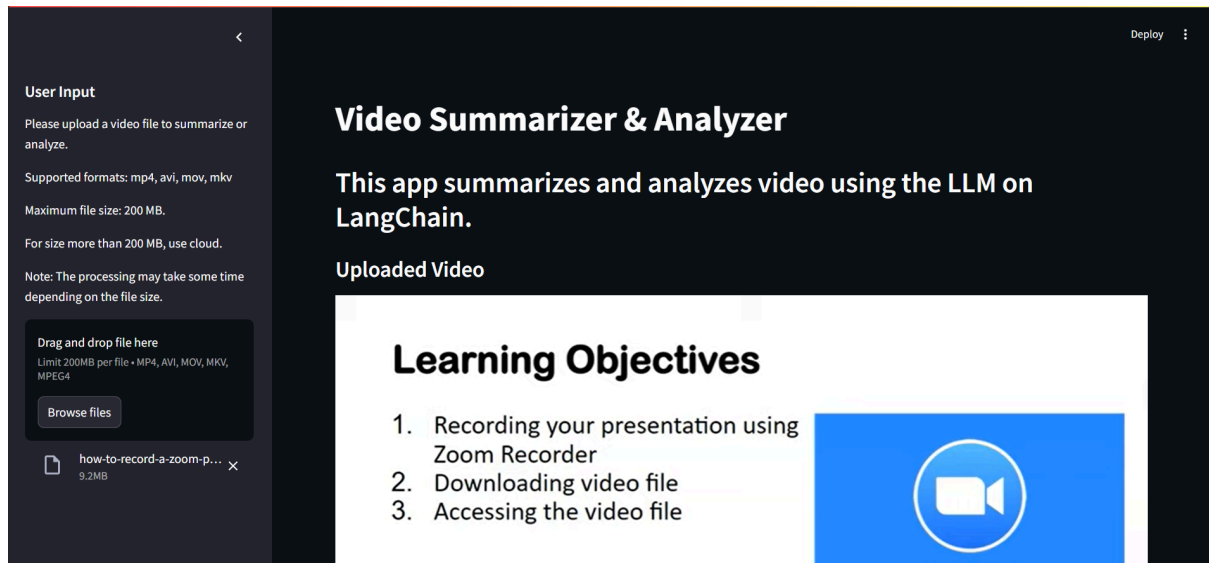 Deploy
User Input
Please upload a video file to summarize or
analyze.
Supported formats: mp4, avi, mov, mkv
Maximum file size: 200 MB.
For size more than 200 MB, use cloud.
Note: The processing may take some time
depending on the file size.
Drag and drop file here
Limit 200MB per file • MP4, AVI, MOV, MKV,
MPEG4
Browse files
how-to-record-a-zoom-p...
9.2MB
Video Summarizer & Analyzer
This app summarizes and analyzes video using the LLM on
LangChain.
Uploaded Video
Learning Objectives
1. Recording your presentation using
Zoom Recorder
2. Downloading video file
3. Accessing the video file